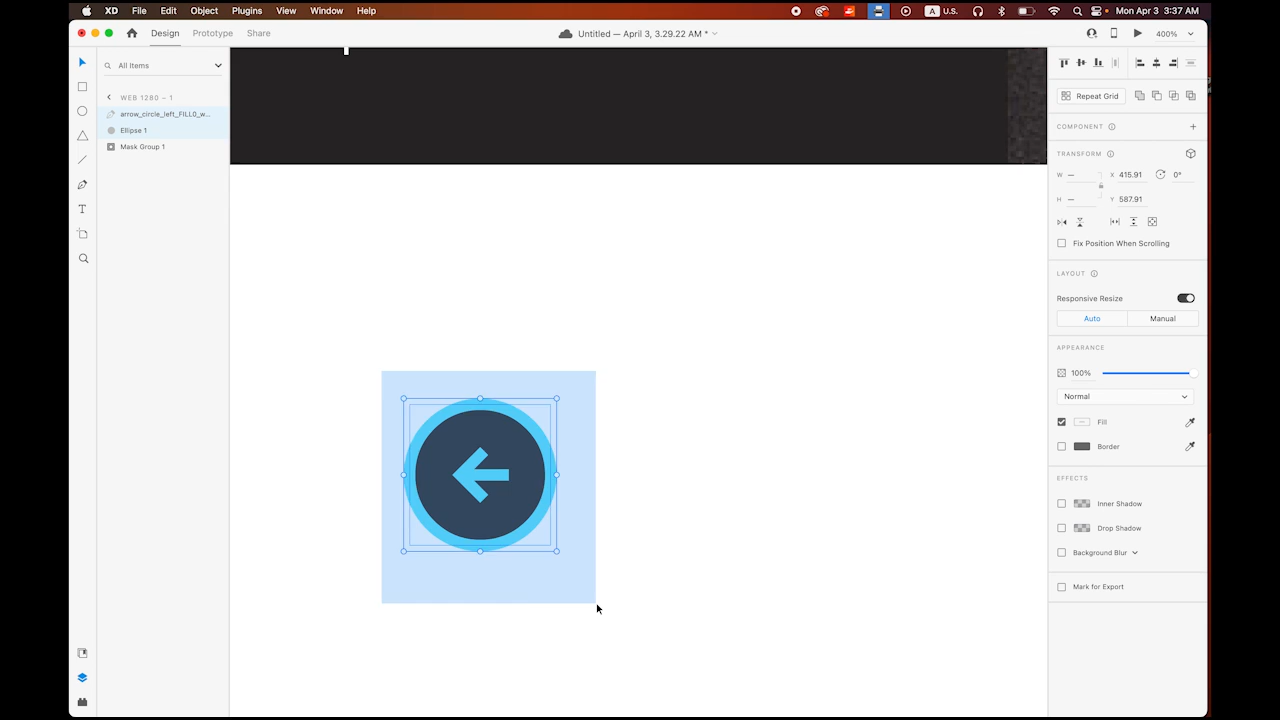 XD File Edit Object Plugins View Window Help
A U.S. Mon Apr 3 3:37 AM
Design Prototype Share
Untitled — April 3, 3.29.22 AM *
400%
All Items
WEB 1280 – 1
arrow_circle_left_FILL0_w...
Ellipse 1
Mask Group 1
Repeat Grid
COMPONENT
TRANSFORM
W — X 415.91 0°
H — Y 587.91
Fix Position When Scrolling
LAYOUT
Responsive Resize
Auto Manual
APPEARANCE
100%
Normal
Fill
Border
EFFECTS
Inner Shadow
Drop Shadow
Background Blur
Mark for Export